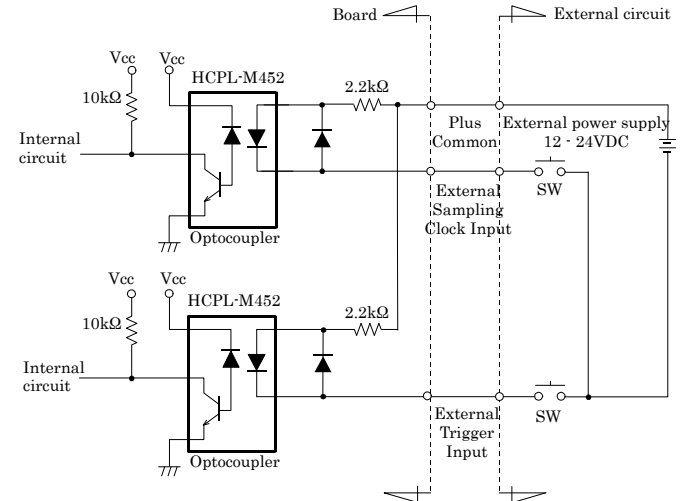 Board
External circuit
Vcc
Vcc
HCPL-M452
10kΩ
2.2kΩ
Internal
circuit
Plus
Common
External power supply
12 - 24VDC
External
Sampling
Clock Input
SW
Optocoupler
Vcc
Vcc
HCPL-M452
10kΩ
2.2kΩ
Internal
circuit
External
Trigger
Input
SW
Optocoupler